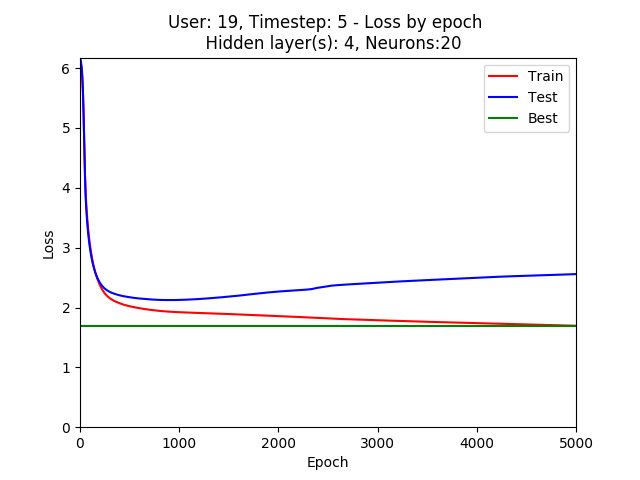 User: 19, Timestep: 5 - Loss by epoch
Hidden layer(s): 4, Neurons:20
Train
Test
Best
Loss
6
5
4
3
2
1
0
0 1000 2000 3000 4000 5000
Epoch